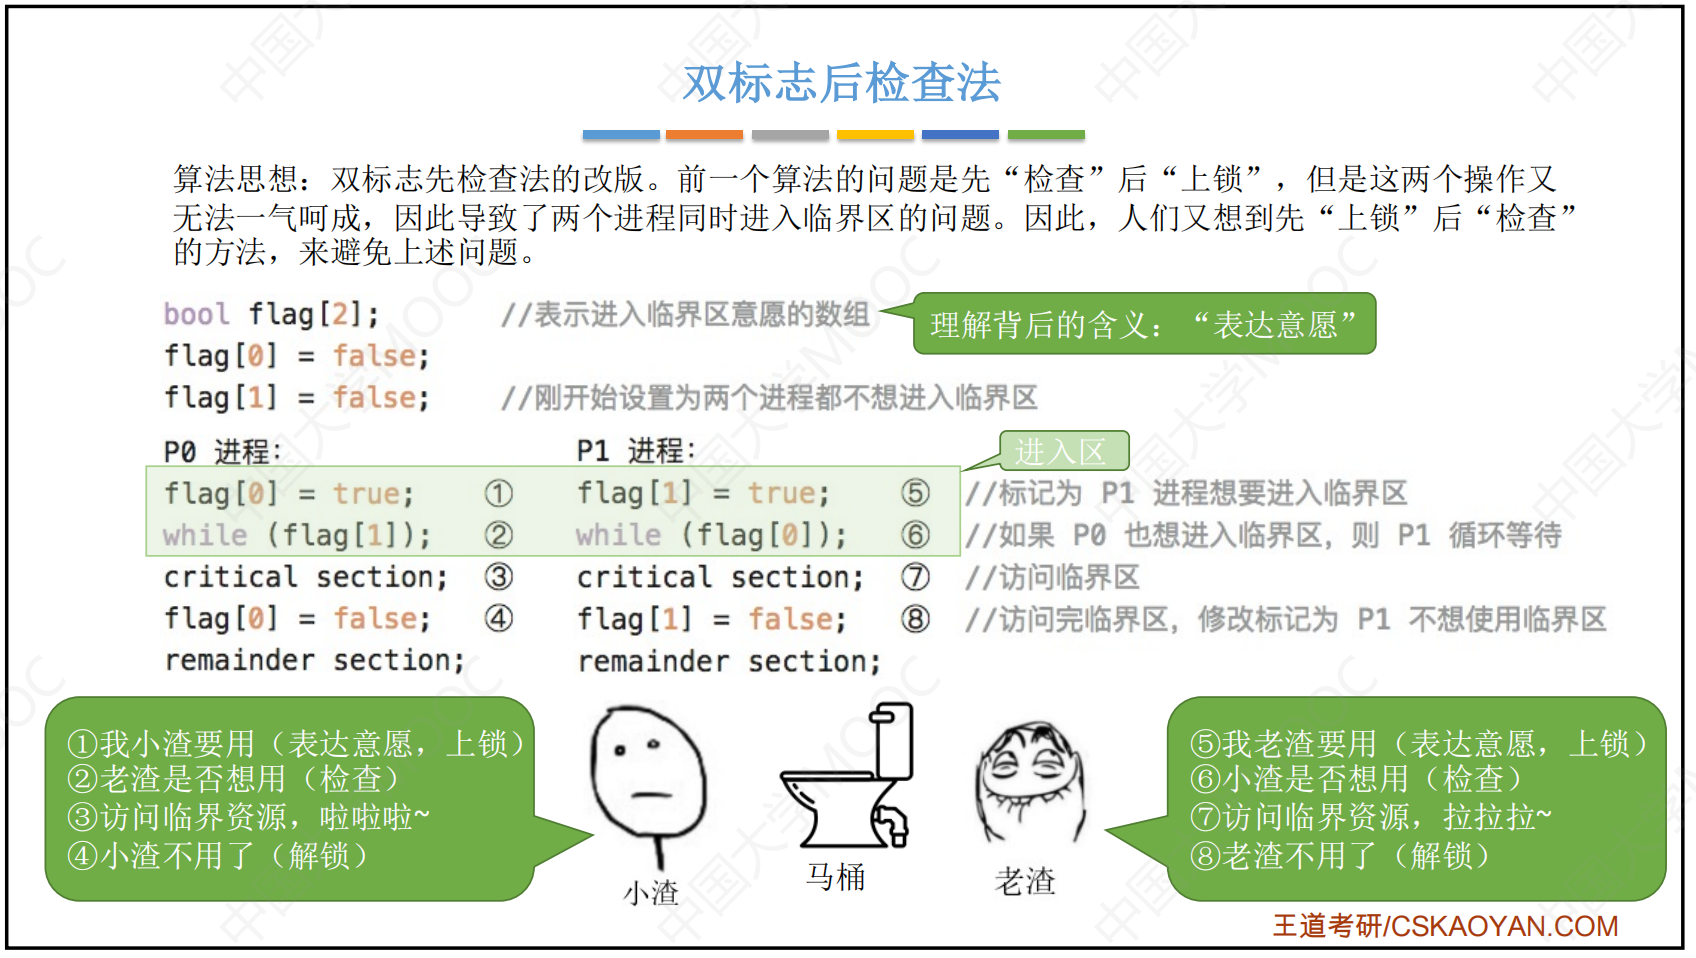 双标志后检查法
算法思想：双标志先检查法的改版。前一个算法的问题是先“检查”后“上锁”，但是这两个操作又
无法一气呵成，因此导致了两个进程同时进入临界区的问题。因此，人们又想到先“上锁”后“检查”
的方法，来避免上述问题。
bool flag[2]; //表示进入临界区意愿的数组
理解背后的含义：“表达意愿”
flag[0] = false;
flag[1] = false; //刚开始设置为两个进程都不想进入临界区
P0 进程： P1 进程：
进入区
flag[0] = true; ① flag[1] = true; ⑤ //标记为 P1 进程想要进入临界区
while (flag[1]); ② while (flag[0]); ⑥ //如果 P0 也想进入临界区，则 P1 循环等待
critical section; ③ critical section; ⑦ //访问临界区
flag[0] = false; ④ flag[1] = false; ⑧ //访问完临界区，修改标记为 P1 不想使用临界区
remainder section; remainder section;
①我小渣要用（表达意愿，上锁）
②老渣是否想用（检查）
③访问临界资源，啦啦啦~
④小渣不用了（解锁）
小渣
马桶
老渣
⑤我老渣要用（表达意愿，上锁）
⑥小渣是否想用（检查）
⑦访问临界资源，拉拉拉~
⑧老渣不用了（解锁）
王道考研/CSKAOYAN.COM
中国大学MOOC